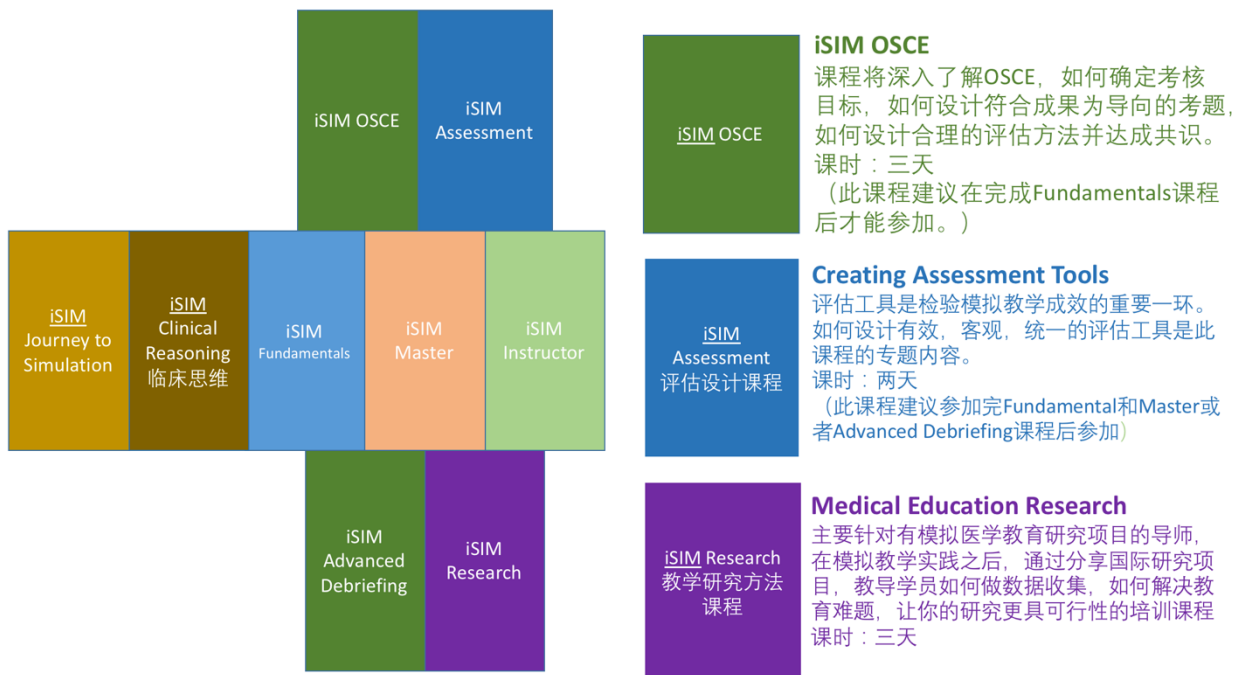 iSIM OSCE
iSIM
Assessment
iSIM
Journey to
Simulation
iSIM
Clinical
Reasoning
临床思维
iSIM
Fundamentals
iSIM
Master
iSIM
Instructor
iSIM
Advanced
Debriefing
iSIM
Research
iSIM OSCE
iSIM OSCE
课程将深入了解OSCE，如何确定考核
目标，如何设计符合成果为导向的考题，
如何设计合理的评估方法并达成共识。
课时：三天
（此课程建议在完成Fundamentals课程
后才能参加。）
iSIM
Assessment
评估设计课程
Creating Assessment Tools
评估工具是检验模拟教学成效的重要一环。
如何设计有效，客观，统一的评估工具是此
课程的专题内容。
课时：两天
（此课程建议参加完Fundamental和Master或
者Advanced Debriefing课程后参加）
iSIM Research
教学研究方法
课程
Medical Education Research
主要针对有模拟医学教育研究项目的导师，
在模拟教学实践之后，通过分享国际研究项
目，教导学员如何做数据收集，如何解决教
育难题，让你的研究更具可行性的培训课程
课时：三天